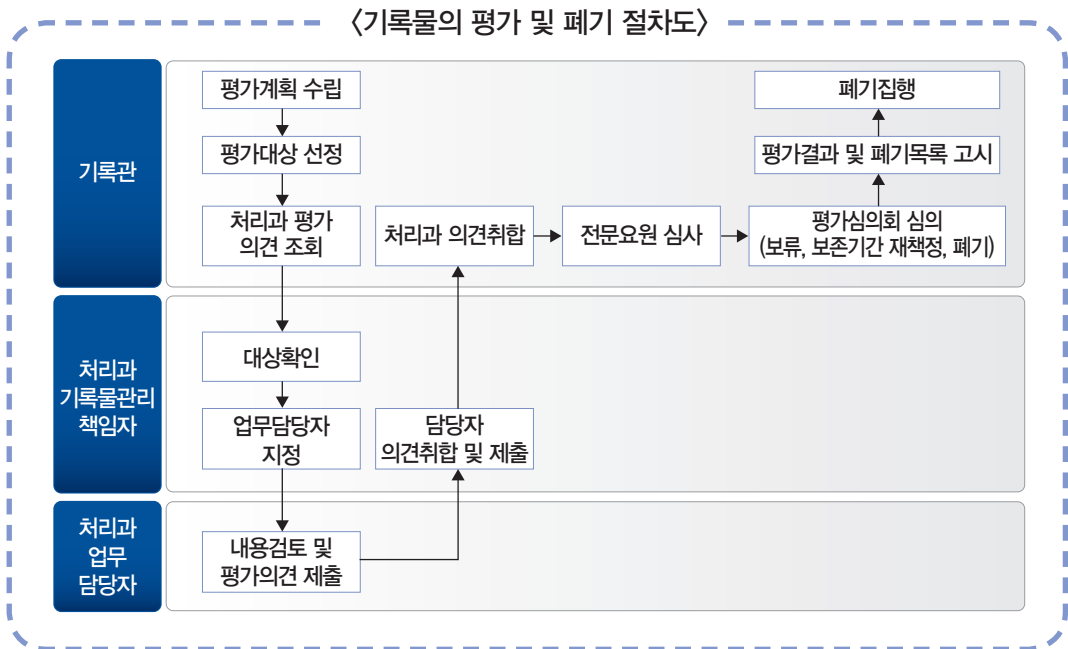 〈기록물의 평가 및 폐기 절차도〉
기록관
평가계획 수립
평가대상 선정
처리과 평가
의견 조회
처리과 의견취합
전문요원 심사
평가심의회 심의
(보류, 보존기간 재책정, 폐기)
평가결과 및 폐기목록 고시
폐기집행
처리과
기록물관리
책임자
대상확인
업무담당자
지정
담당자
의견취합 및 제출
처리과
업무
담당자
내용검토 및
평가의견 제출